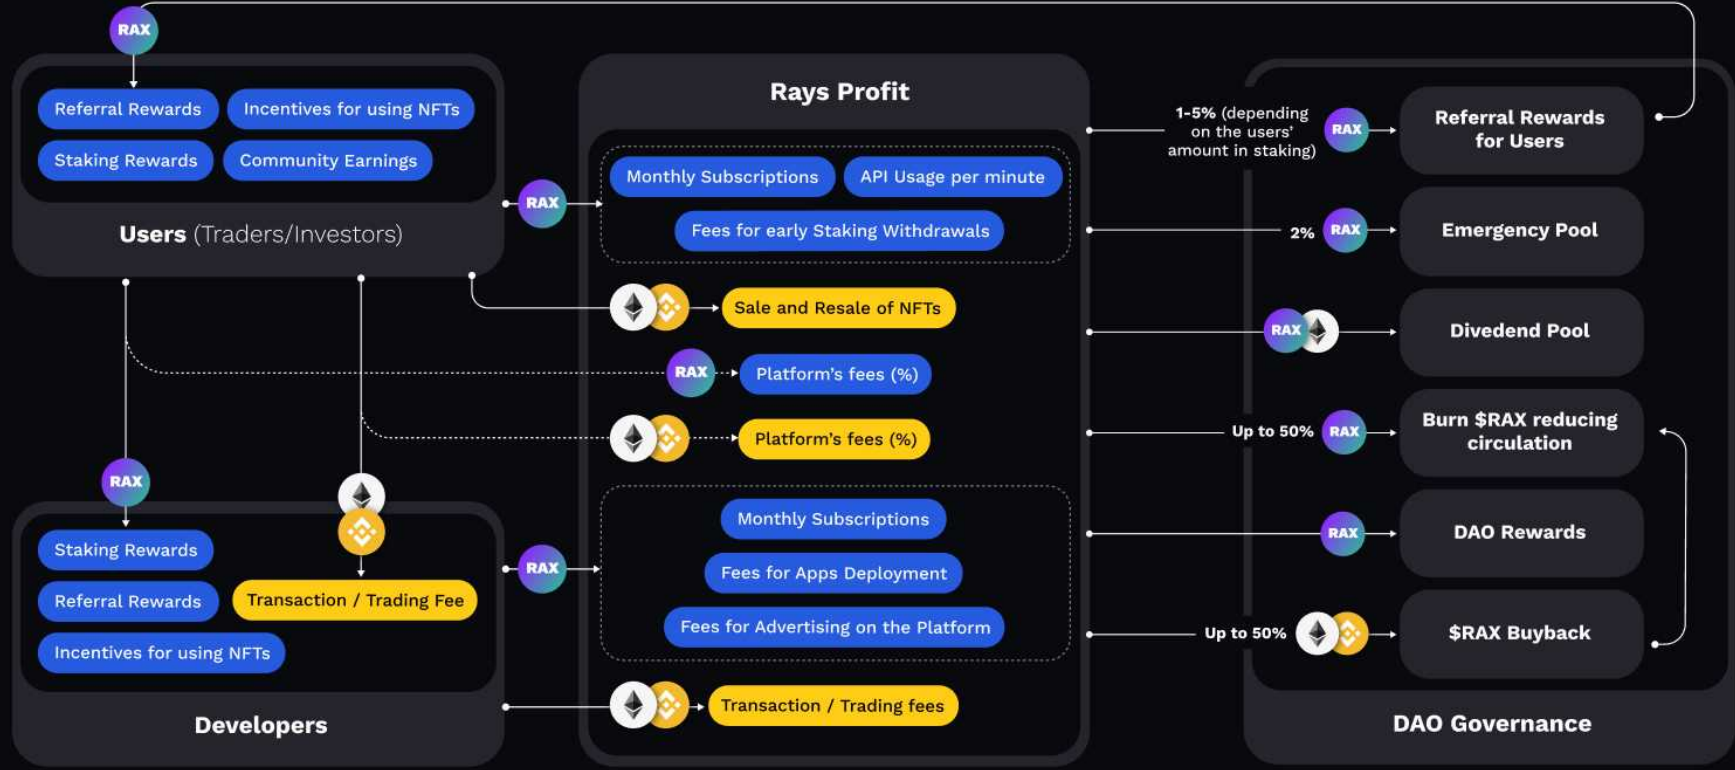 RAX
Referral Rewards
Incentives for using NFTs
Staking Rewards
Community Earnings
Users (Traders/Investors)
RAX
Rays Profit
Monthly Subscriptions
API Usage per minute
Fees for early Staking Withdrawals
Sale and Resale of NFTs
RAX
Platform's fees (%)
Platform's fees (%)
RAX
Staking Rewards
Referral Rewards
Transaction / Trading Fee
Incentives for using NFTs
Developers
RAX
Monthly Subscriptions
Fees for Apps Deployment
Fees for Advertising on the Platform
Transaction / Trading fees
1-5% (depending
on the users'
amount in staking)
RAX
Referral Rewards
for Users
2%
RAX
Emergency Pool
RAX
Divedend Pool
Up to 50%
RAX
Burn $RAX reducing
circulation
RAX
DAO Rewards
Up to 50%
$RAX Buyback
DAO Governance